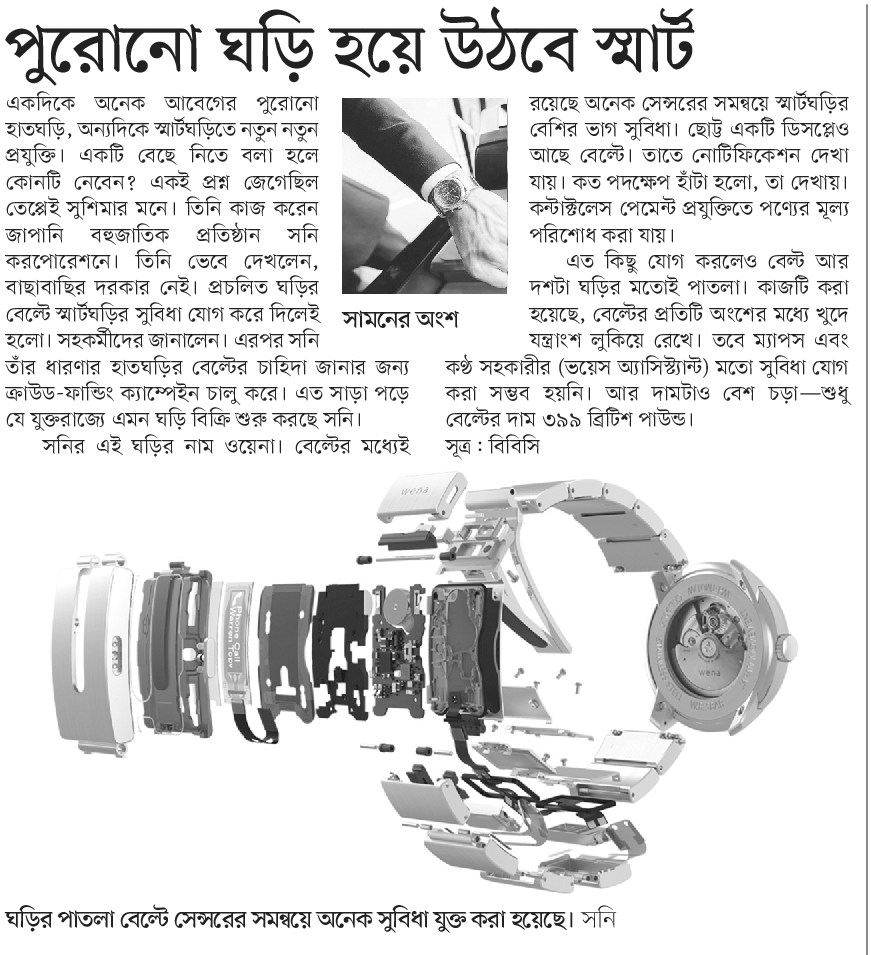 পুরোনো ঘড়ি হয়ে উঠবে স্মার্ট
একদিকে অনেক আবেগের পুরোনো
হাতঘড়ি, অন্যদিকে স্মার্টঘড়িতে নতুন নতুন
প্রযুক্তি। একটি বেছে নিতে বলা হলে
কোনটি নেবেন? একই প্রশ্ন জেগেছিল
তেপ্পেই সুশিমার মনে। তিনি কাজ করেন
জাপানি বহুজাতিক প্রতিষ্ঠান সনি
করপোরেশনে। তিনি ভেবে দেখলেন,
বাছাবাছির দরকার নেই। প্রচলিত ঘড়ির
বেল্টে স্মার্টঘড়ির সুবিধা যোগ করে দিলেই
হলো। সহকর্মীদের জানালেন। এরপর সনি
তাঁর ধারণার হাতঘড়ির বেল্টের চাহিদা জানার জন্য
ক্রাউড-ফান্ডিং ক্যাম্পেইন চালু করে। এত সাড়া পড়ে
যে যুক্তরাজ্যে এমন ঘড়ি বিক্রি শুরু করছে সনি।
সনির এই ঘড়ির নাম ওয়েনা। বেল্টের মধ্যেই
সামনের অংশ
রয়েছে অনেক সেন্সরের সমন্বয়ে স্মার্টঘড়ির
বেশির ভাগ সুবিধা। ছোট্ট একটি ডিসপ্লেও
আছে বেল্টে। তাতে নোটিফিকেশন দেখা
যায়। কত পদক্ষেপ হাঁটা হলো, তা দেখায়।
কন্টাক্টলেস পেমেন্ট প্রযুক্তিতে পণ্যের মূল্য
পরিশোধ করা যায়।
এত কিছু যোগ করলেও বেল্ট আর
দশটা ঘড়ির মতোই পাতলা। কাজটি করা
হয়েছে, বেল্টের প্রতিটি অংশের মধ্যে খুদে
যন্ত্রাংশ লুকিয়ে রেখে। তবে ম্যাপস এবং
কণ্ঠ সহকারীর (ভয়েস অ্যাসিস্ট্যান্ট) মতো সুবিধা যোগ
করা সম্ভব হয়নি। আর দামটাও বেশ চড়া—শুধু
বেল্টের দাম ৩৯৯ ব্রিটিশ পাউন্ড।
সূত্র : বিবিসি
wena
Phone Call
wena
ঘড়ির পাতলা বেল্টে সেন্সরের সমন্বয়ে অনেক সুবিধা যুক্ত করা হয়েছে। সনি